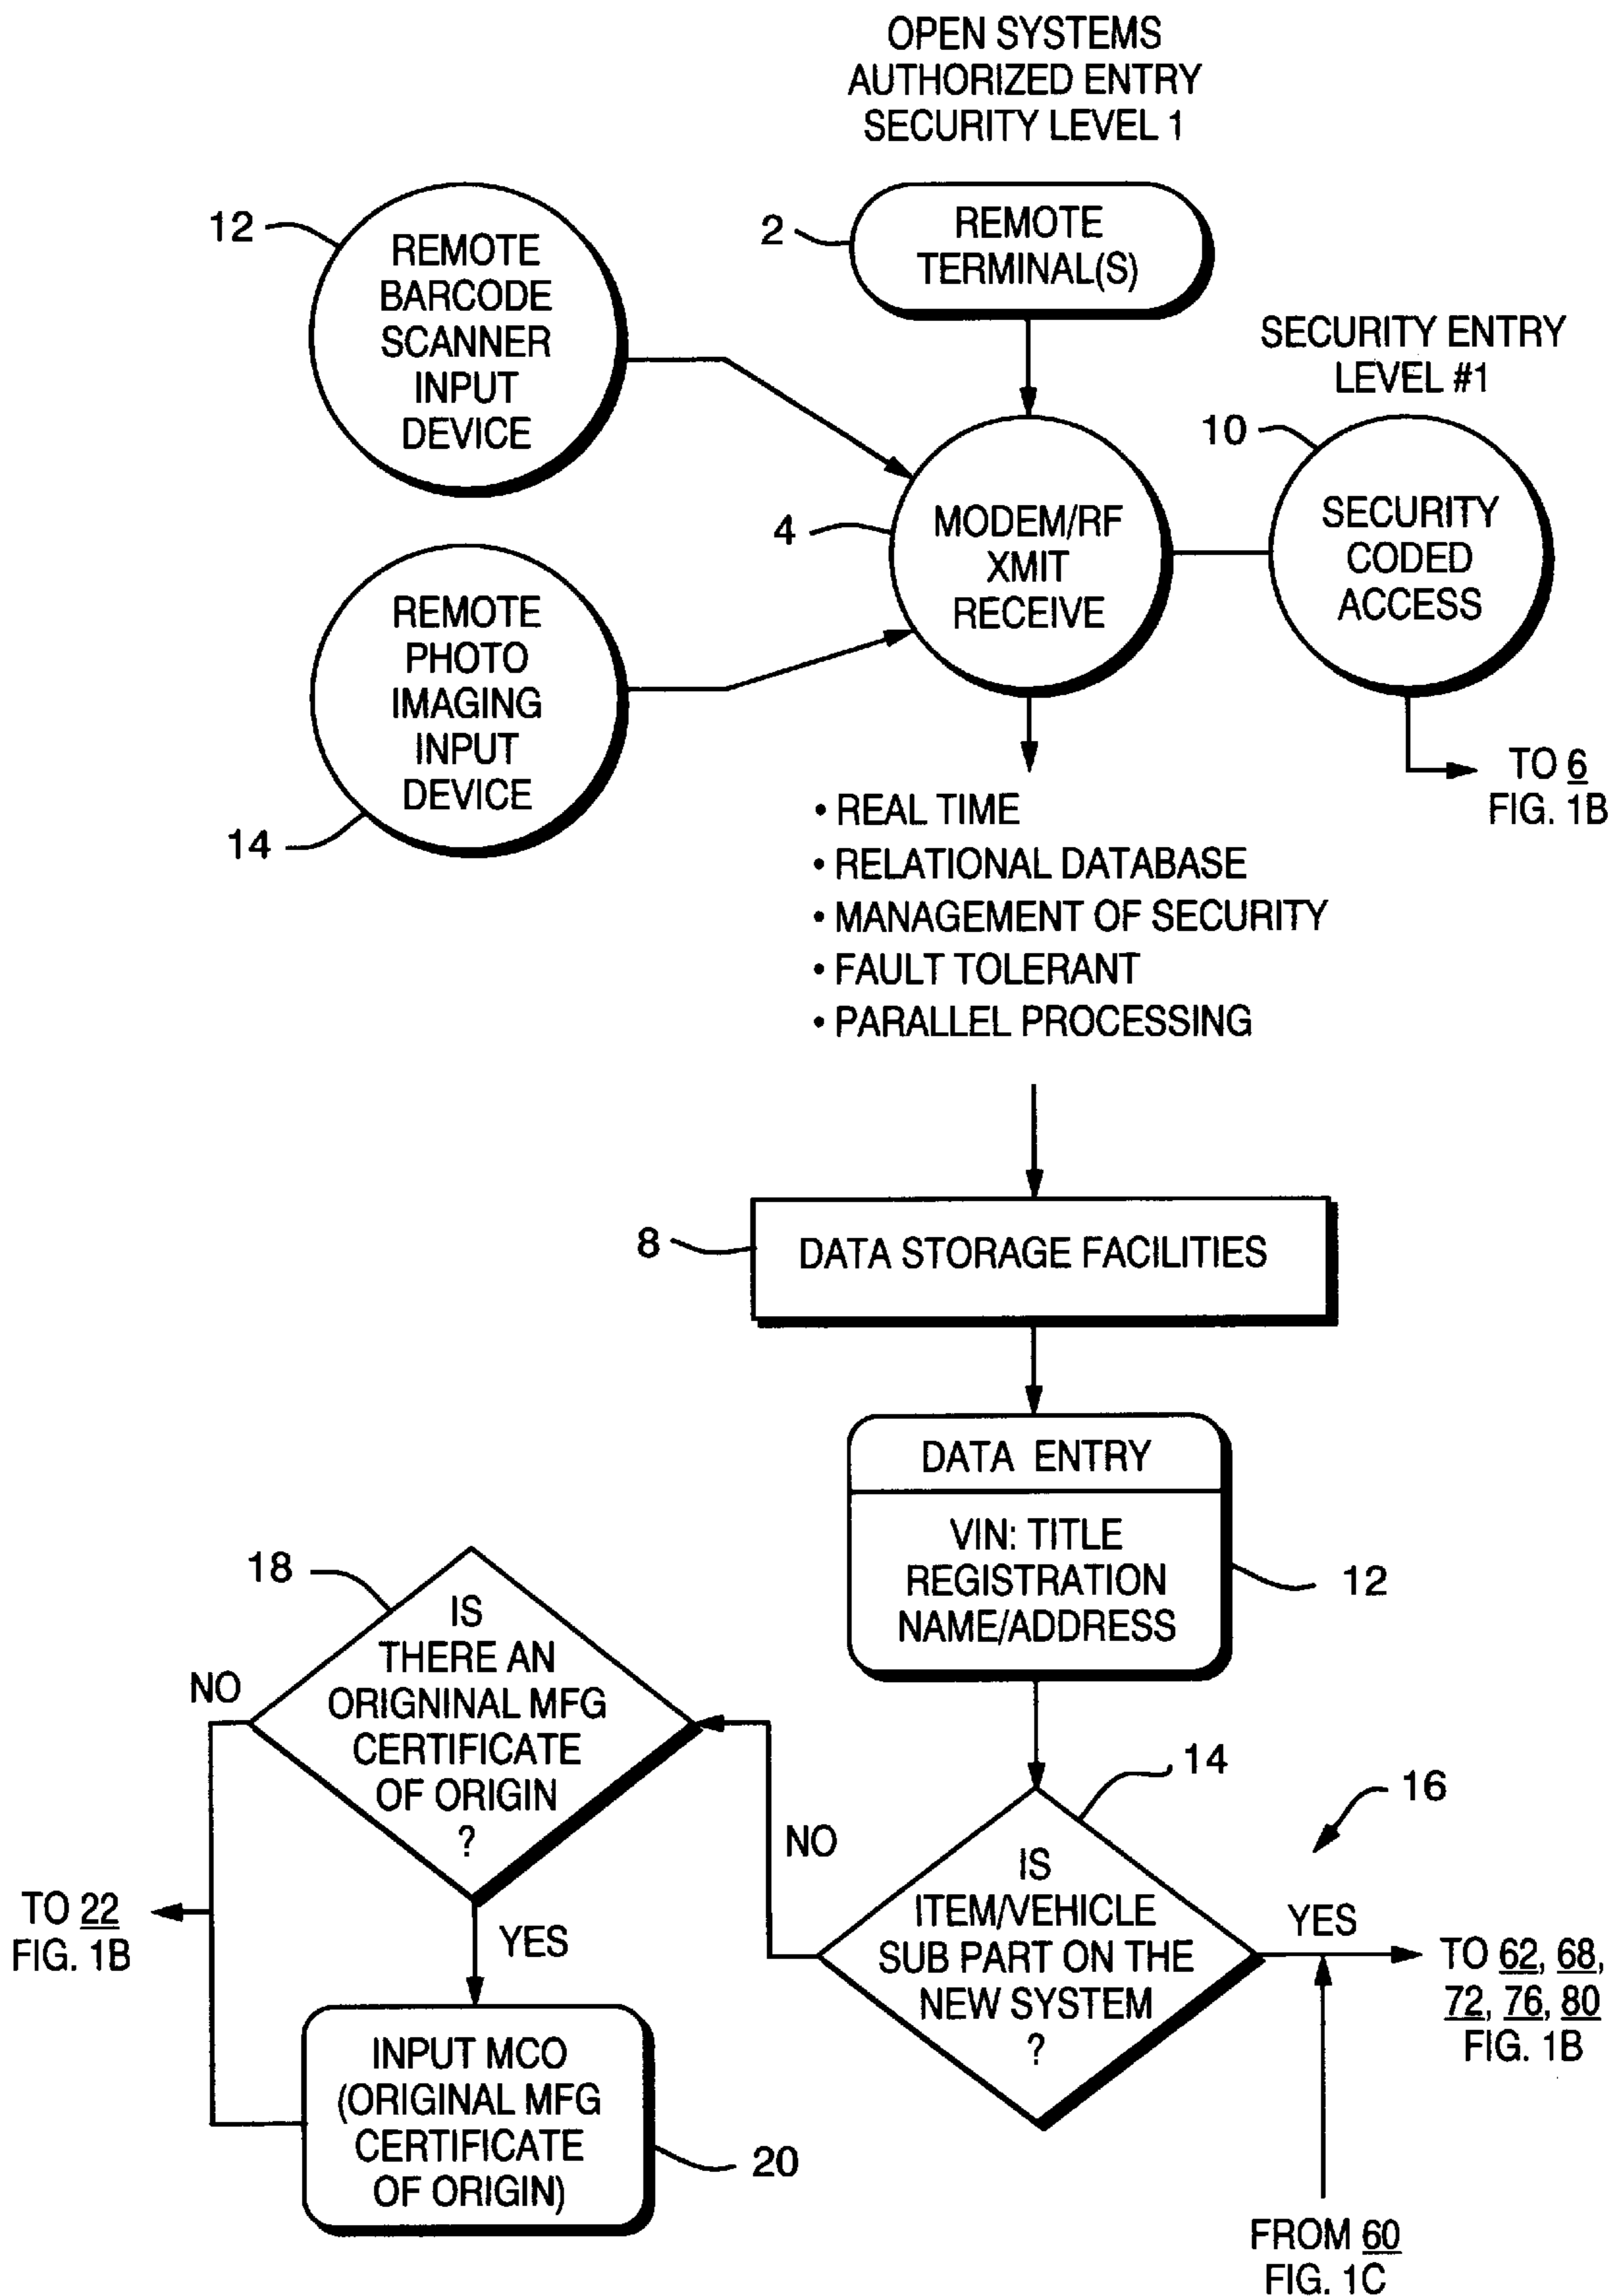 OPEN SYSTEMS
AUTHORIZED ENTRY
SECURITY LEVEL 1
12
REMOTE
BARCODE
SCANNER
INPUT
DEVICE
2
REMOTE
TERMINAL(S)
SECURITY ENTRY
LEVEL #1
10
4
MODEM/RF
XMIT
RECEIVE
SECURITY
CODED
ACCESS
REMOTE
PHOTO
IMAGING
INPUT
DEVICE
14
TO 6
FIG. 1B
• REAL TIME
• RELATIONAL DATABASE
• MANAGEMENT OF SECURITY
• FAULT TOLERANT
• PARALLEL PROCESSING
8
DATA STORAGE FACILITIES
DATA ENTRY
VIN: TITLE
REGISTRATION
NAME/ADDRESS
12
18
IS
THERE AN
ORIGNINAL MFG
CERTIFICATE
OF ORIGIN
?
NO
YES
TO 22
FIG. 1B
14
16
IS
ITEM/VEHICLE
SUB PART ON THE
NEW SYSTEM
?
NO
YES
TO 62, 68,
72, 76, 80
FIG. 1B
INPUT MCO
(ORIGINAL MFG
CERTIFICATE
OF ORIGIN)
20
FROM 60
FIG. 1C